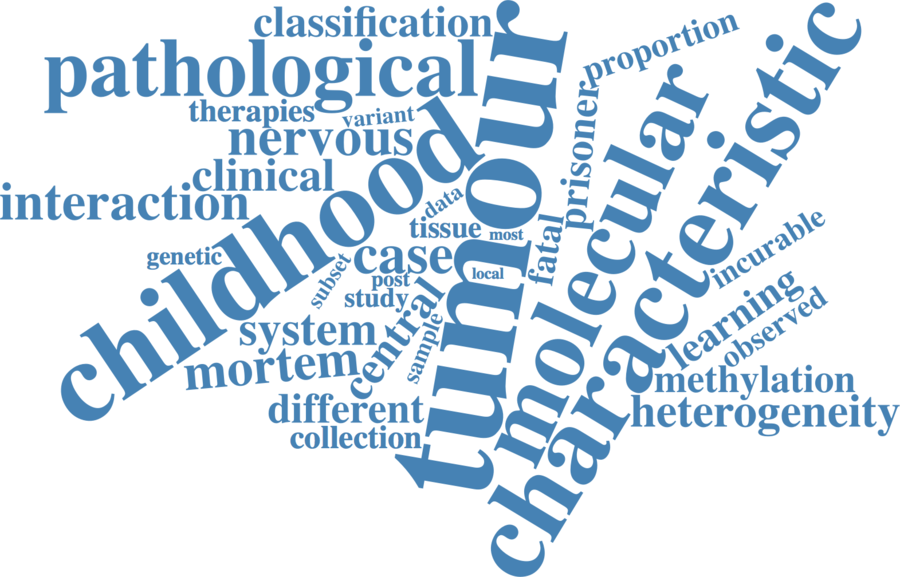 classification
pathological
therapies
variant
nervous
clinical
interaction
childhood
genetic
data
tissue
most
case
local
post
subset
study
system
central
sample
mortem
different
collection
tumour
proportion
prisoner
fatal
molecular
characteristic
incurable
learning
observed
methylation
heterogeneity